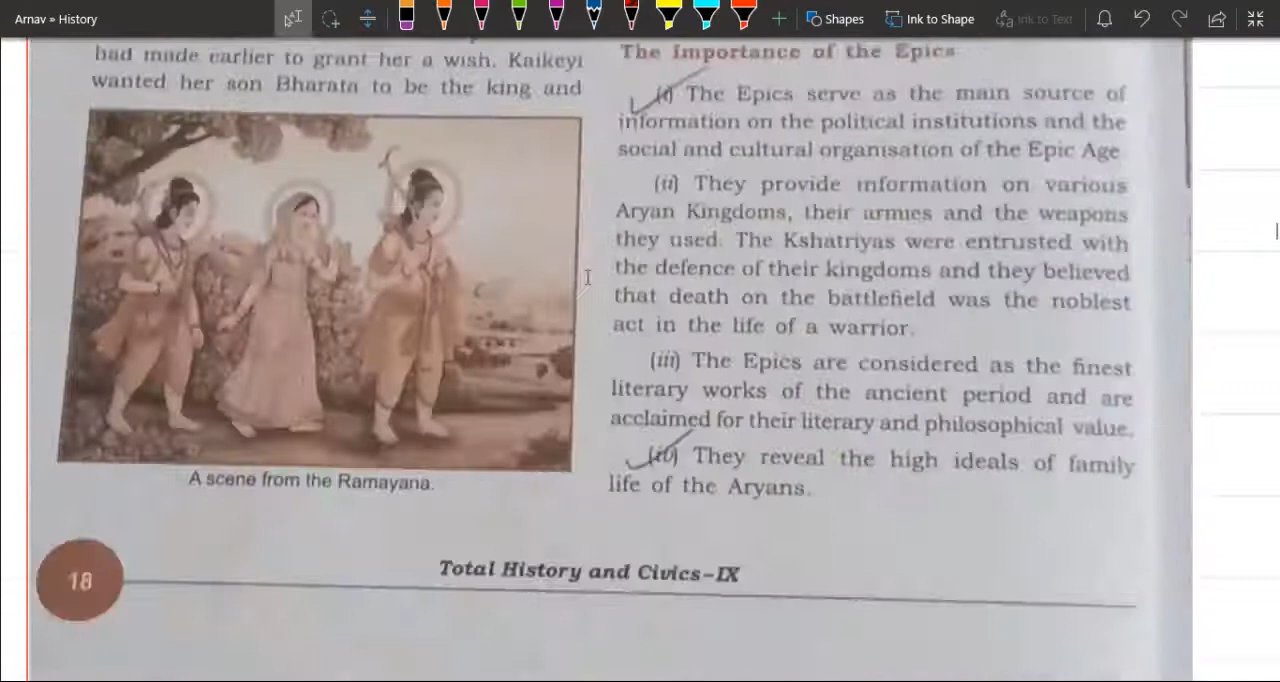 Arnav » History
Shapes
Ink to Shape
Ink to Text
had made earlier to grant her a wish. Kaikeyi
wanted her son Bharata to be the king and
A scene from the Ramayana.
The Importance of the Epics
(i) The Epics serve as the main source of
information on the political institutions and the
social and cultural organisation of the Epic Age
(ii) They provide information on various
Aryan Kingdoms, their armies and the weapons
they used. The Kshatriyas were entrusted with
the defence of their kingdoms and they believed
that death on the battlefield was the noblest
act in the life of a warrior.
(iii) The Epics are considered as the finest
literary works of the ancient period and are
acclaimed for their literary and philosophical value.
(iv) They reveal the high ideals of family
life of the Aryans.
18
Total History and Civics–IX